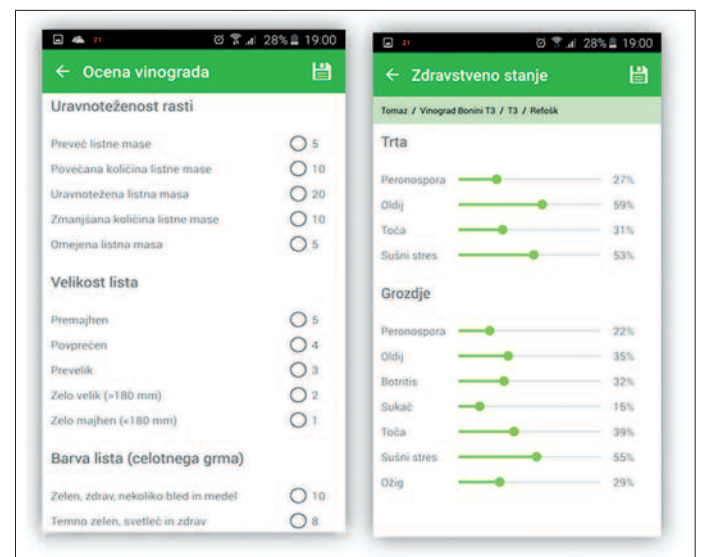 21 28% 19:00
← Ocena vinograda
Uravnoteženost rasti
Preveč listne mase 5
Povečana količina listne mase 10
Uravnotežena listna masa 20
Zmanjšana količina listne mase 10
Omejena listna masa 5
Velikost lista
Premajhen 5
Povprečen 4
Prevelik 3
Zelo velik (>180 mm) 2
Zelo majhen (<180 mm) 1
Barva lista (celotnega grma)
Zelen, zdrav, nekoliko bled in medel 10
Temno zelen, svetleč in zdrav 8
21 28% 19:00
← Zdravstveno stanje
Tomaz / Vinograd Bonini T3 / T3 / Refošk
Trta
Peronospora 27%
Oldij 59%
Toča 31%
Sušni stres 53%
Grozdje
Peronospora 22%
Oldij 35%
Botritis 32%
Sukač 15%
Toča 39%
Sušni stres 55%
Ožig 29%